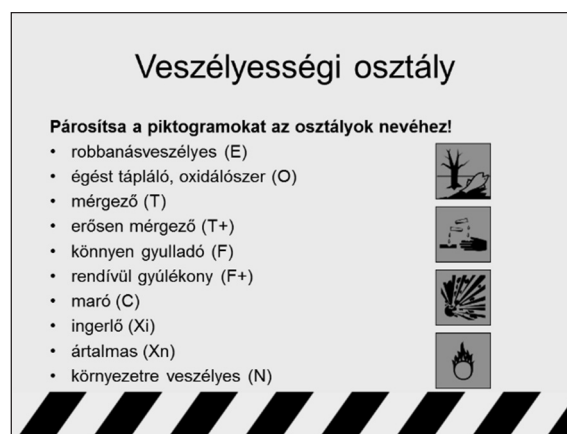 Veszélyességi osztály
Párosítsa a piktogramokat az osztályok nevéhez!
• robbanásveszélyes (E)
• égést tápláló, oxidálószer (O)
• mérgező (T)
• erősen mérgező (T+)
• könnyen gyulladó (F)
• rendívül gyúlékony (F+)
• maró (C)
• ingerlő (Xi)
• ártalmas (Xn)
• környezetre veszélyes (N)